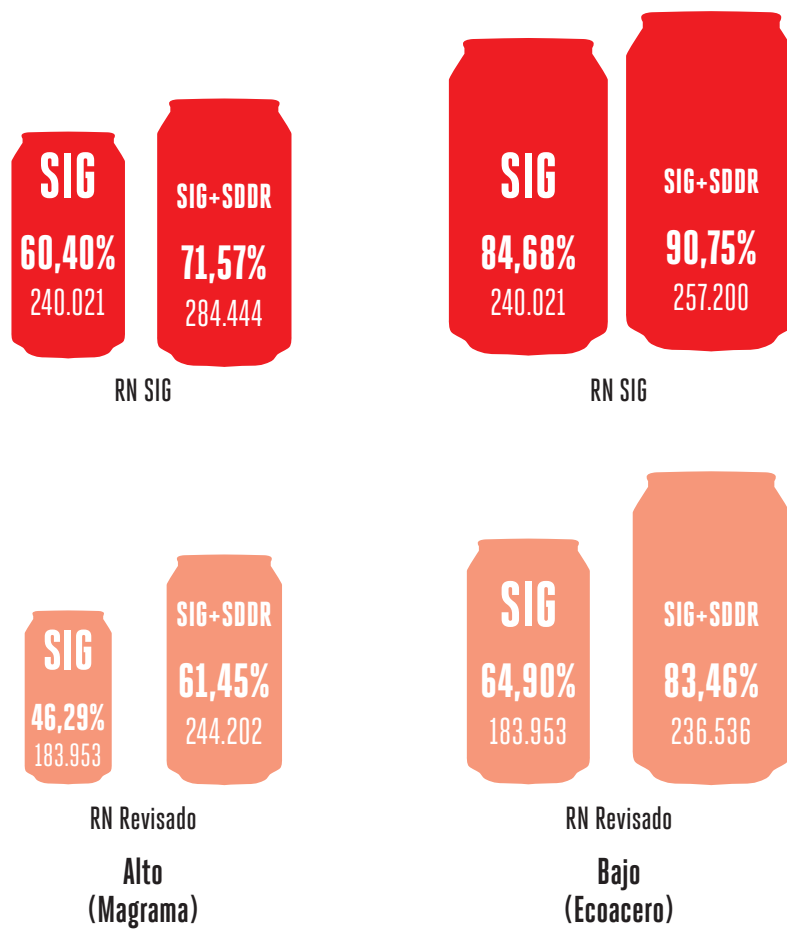 SIG
60,40%
240.021
SIG+SDDR
71,57%
284.444
RN SIG
SIG
84,68%
240.021
SIG+SDDR
90,75%
257.200
RN SIG
SIG
46,29%
183.953
SIG+SDDR
61,45%
244.202
RN Revisado
Alto
(Magrama)
SIG
64,90%
183.953
SIG+SDDR
83,46%
236.536
RN Revisado
Bajo
(Ecoacero)